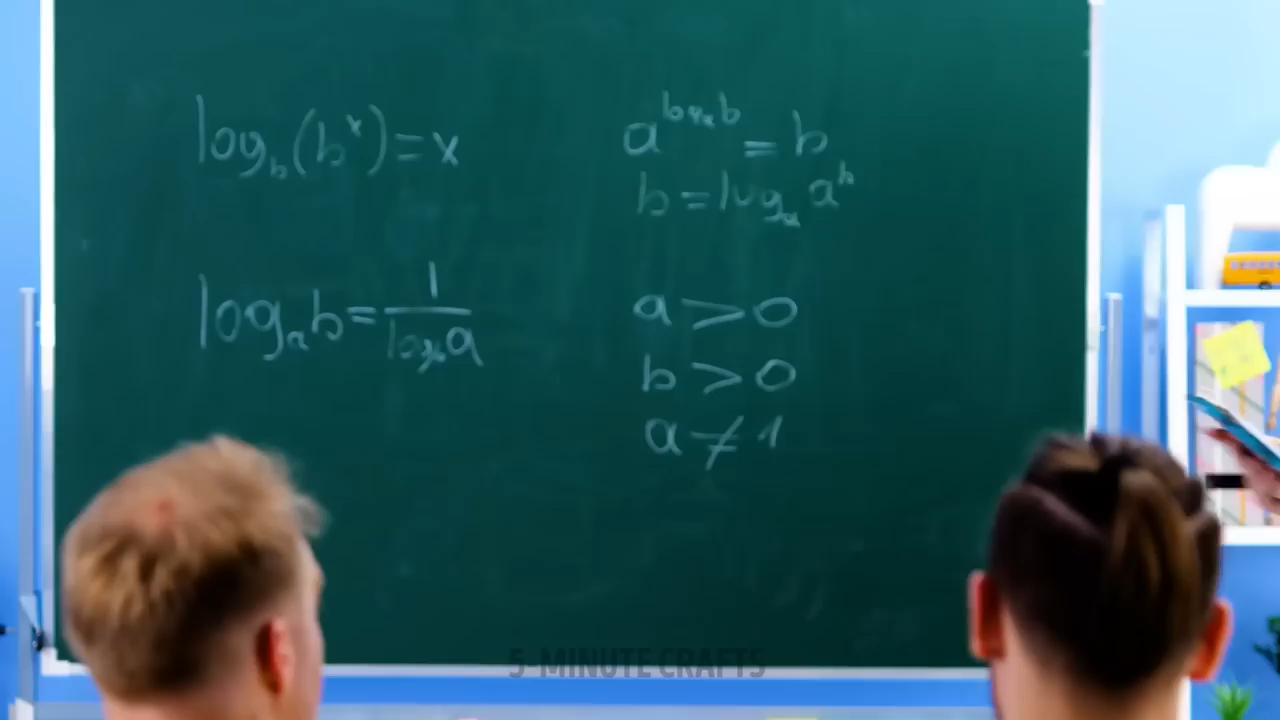 log_b(b^x)=x
log_a b=1/log_b a
a^{log_a b}=b
b=log_a a^b
a>0
b>0
a≠1
5-MINUTE CRAFTS